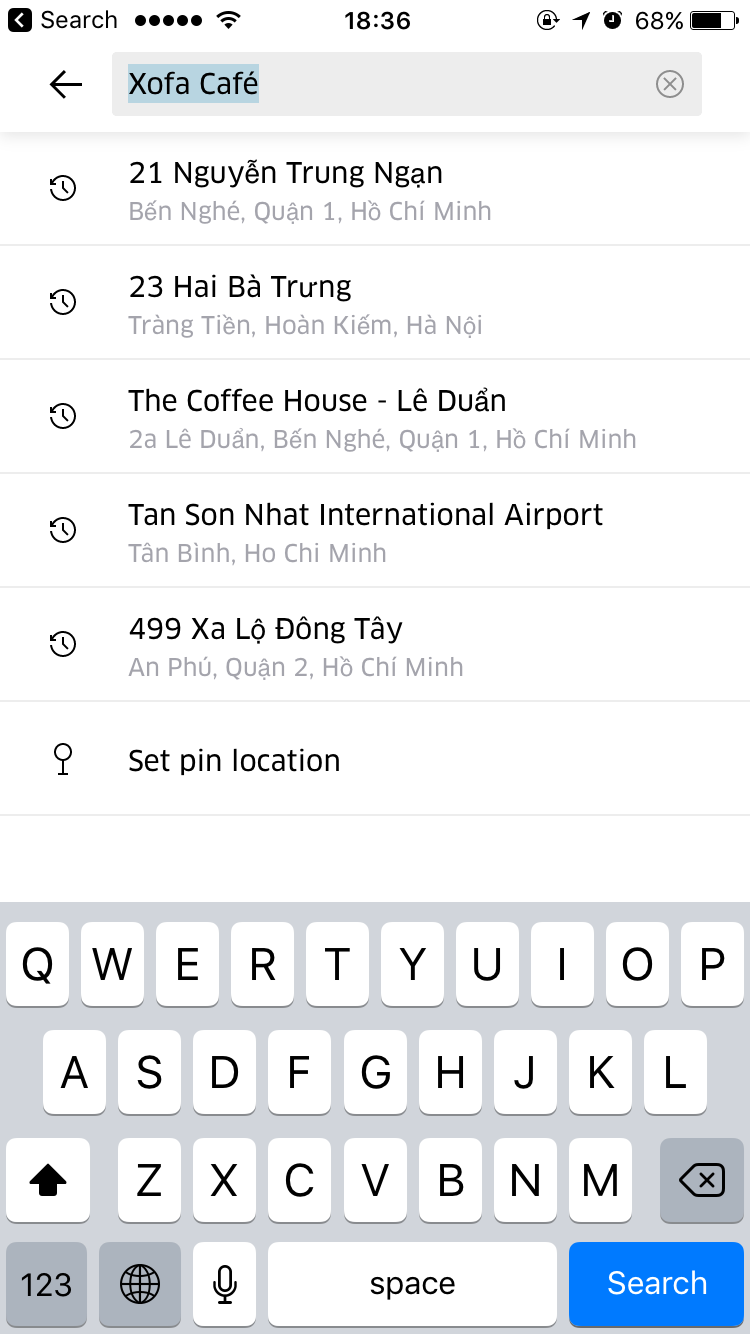 Search 18:36 68%
Xofa Café
21 Nguyễn Trung Ngạn
Bến Nghé, Quận 1, Hồ Chí Minh
23 Hai Bà Trưng
Tràng Tiền, Hoàn Kiếm, Hà Nội
The Coffee House - Lê Duẩn
2a Lê Duẩn, Bến Nghé, Quận 1, Hồ Chí Minh
Tan Son Nhat International Airport
Tân Bình, Ho Chi Minh
499 Xa Lộ Đông Tây
An Phú, Quận 2, Hồ Chí Minh
Set pin location
Q W E R T Y U I O P
A S D F G H J K L
Z X C V B N M
123 space Search